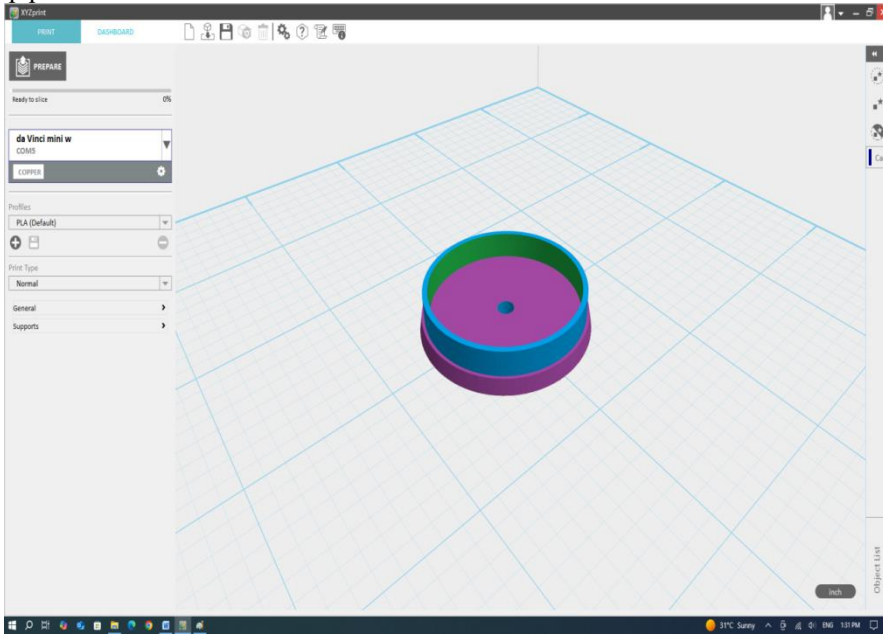 XYZprint
PRINT
DASHBOARD
PREPARE
Ready to slice 0%
da Vinci mini w
COM5
COPPER
Profiles
PLA (Default)
Print Type
Normal
General
Supports
Object List
inch
31°C Sunny ENG 1:31 PM